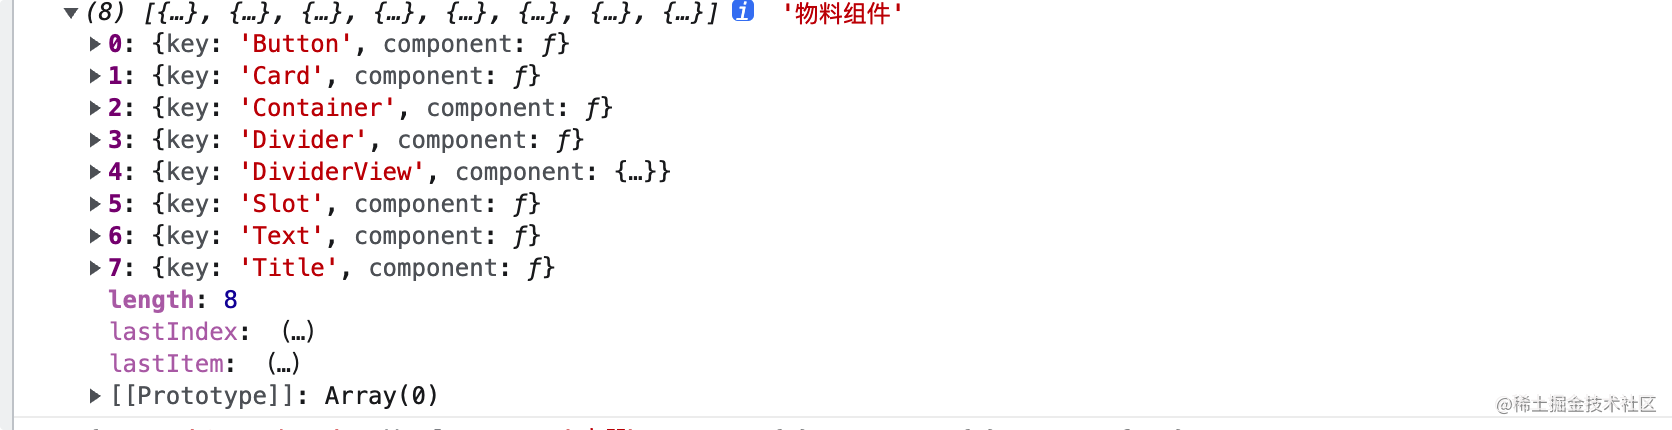 ▼(8) [{…}, {…}, {…}, {…}, {…}, {…}, {…}, {…}] i '物料组件'
▶0: {key: 'Button', component: ƒ}
▶1: {key: 'Card', component: ƒ}
▶2: {key: 'Container', component: ƒ}
▶3: {key: 'Divider', component: ƒ}
▶4: {key: 'DividerView', component: {…}}
▶5: {key: 'Slot', component: ƒ}
▶6: {key: 'Text', component: ƒ}
▶7: {key: 'Title', component: ƒ}
length: 8
lastIndex: (…)
lastItem: (…)
▶[[Prototype]]: Array(0)
@稀土掘金技术社区